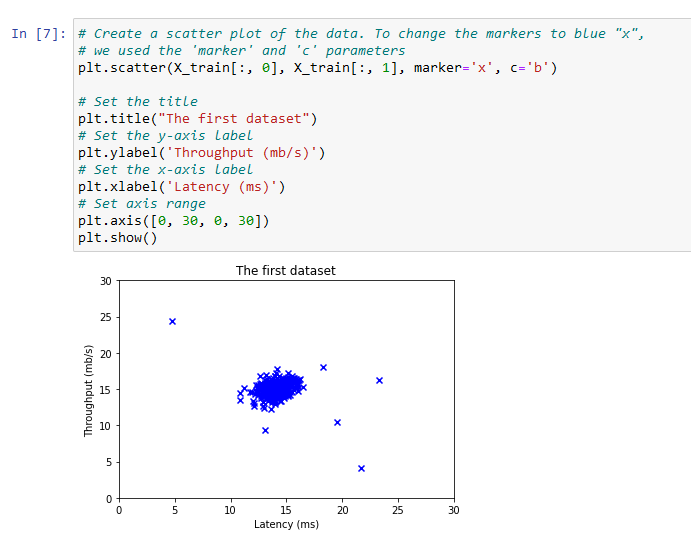 In [7]: # Create a scatter plot of the data. To change the markers to blue "x",
# we used the 'marker' and 'c' parameters
plt.scatter(X_train[:, 0], X_train[:, 1], marker='x', c='b')
# Set the title
plt.title("The first dataset")
# Set the y-axis label
plt.ylabel('Throughput (mb/s)')
# Set the x-axis label
plt.xlabel('Latency (ms)')
# Set axis range
plt.axis([0, 30, 0, 30])
plt.show()
The first dataset
30
25
20
15
10
5
0
Throughput (mb/s)
0 5 10 15 20 25 30
Latency (ms)